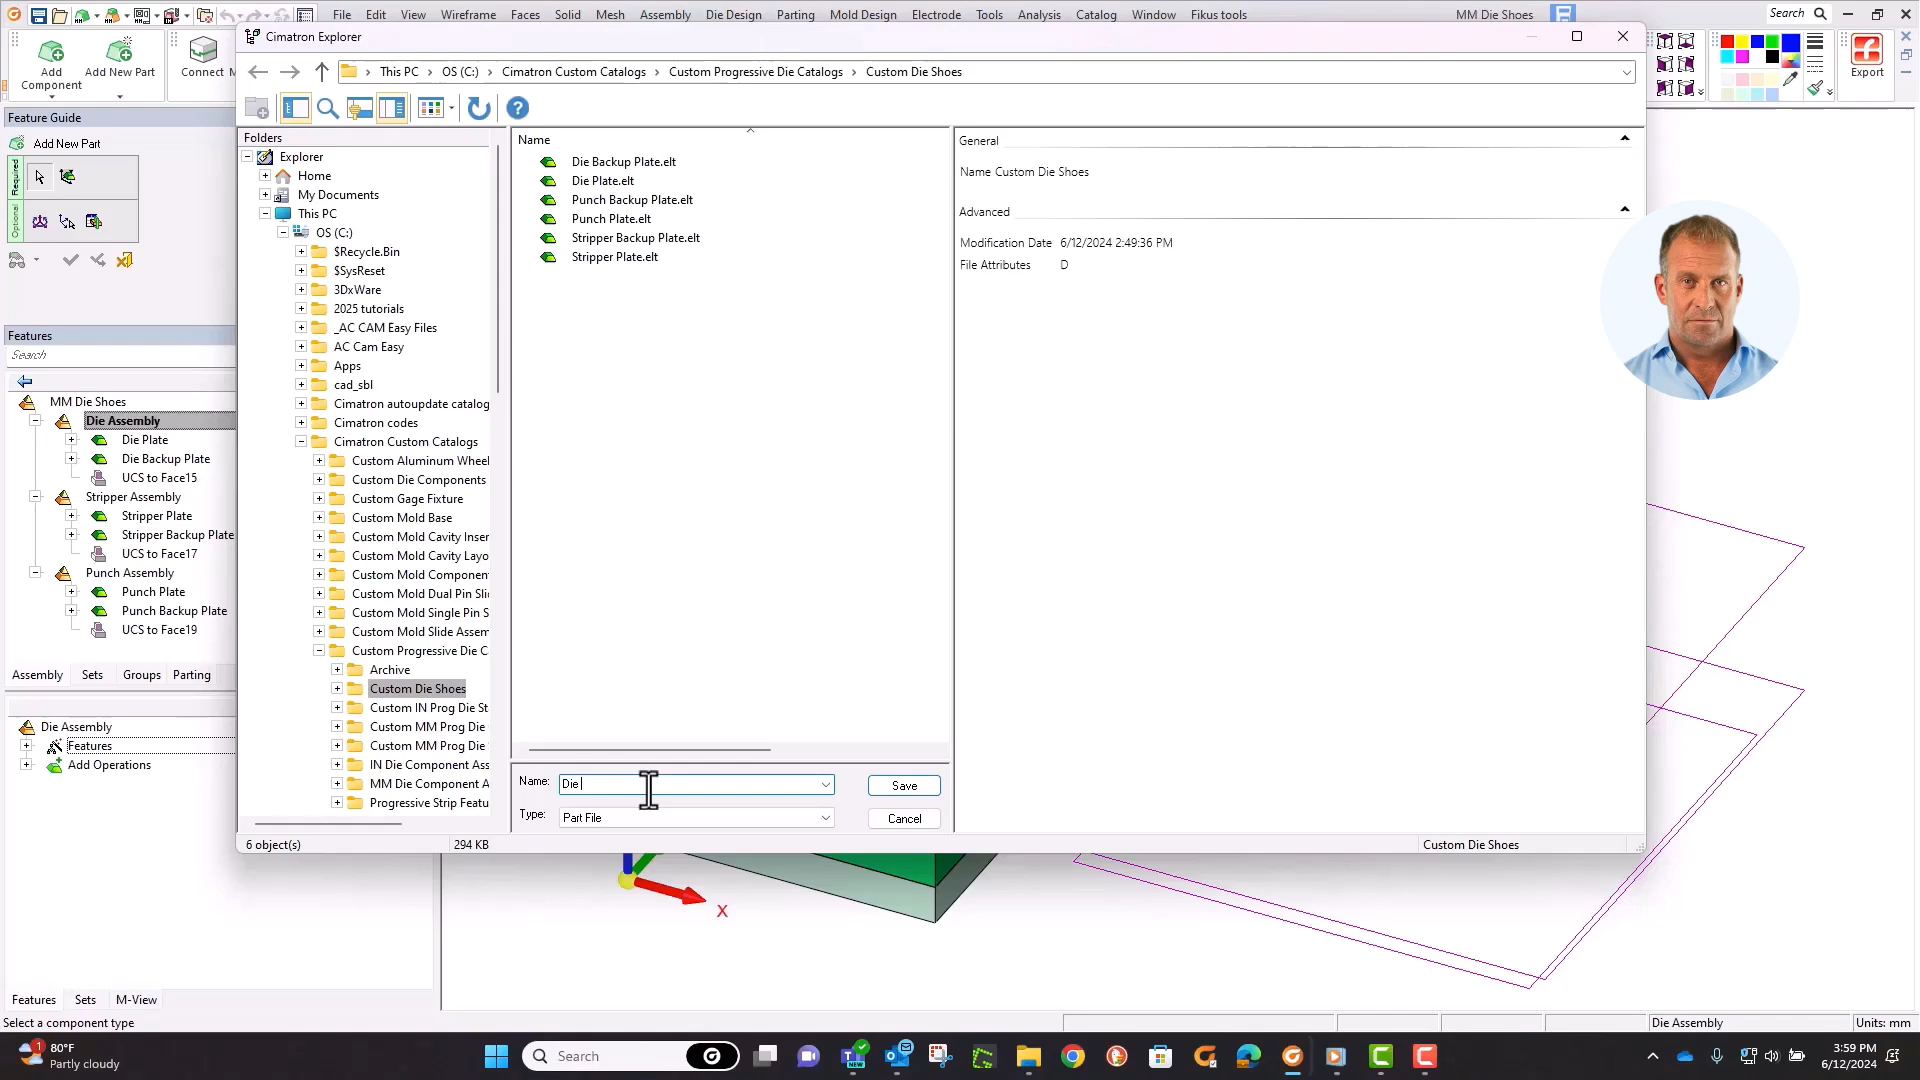 File Edit View Wireframe Faces Solid Mesh Assembly Die Design Parting Mold Design Electrode Tools Analysis Catalog Window Fikus tools
MM Die Shoes
Search
Add Component
Add New Part
Connect
Export
Cimatron Explorer
This PC > OS (C:) > Cimatron Custom Catalogs > Custom Progressive Die Catalogs > Custom Die Shoes
Feature Guide
Add New Part
Required
Optional
Features
Search
MM Die Shoes
Die Assembly
Die Plate
Die Backup Plate
UCS to Face15
Stripper Assembly
Stripper Plate
Stripper Backup Plate
UCS to Face17
Punch Assembly
Punch Plate
Punch Backup Plate
UCS to Face19
Assembly Sets Groups Parting
Die Assembly
Features
Add Operations
Features Sets M-View
Select a component type
Folders
Explorer
Home
My Documents
This PC
OS (C:)
$Recycle.Bin
$SysReset
3DxWare
2025 tutorials
_AC CAM Easy Files
AC Cam Easy
Apps
cad_sbl
Cimatron autoupdate catalog
Cimatron codes
Cimatron Custom Catalogs
Custom Aluminum Wheel
Custom Die Components
Custom Gage Fixture
Custom Mold Base
Custom Mold Cavity Inser
Custom Mold Cavity Layo
Custom Mold Component
Custom Mold Dual Pin Slid
Custom Mold Single Pin S
Custom Mold Slide Assem
Custom Progressive Die C
Archive
Custom Die Shoes
Custom IN Prog Die St
Custom MM Prog Die
Custom MM Prog Die
IN Die Component Ass
MM Die Component A
Progressive Strip Featu
Name
Die Backup Plate.elt
Die Plate.elt
Punch Backup Plate.elt
Punch Plate.elt
Stripper Backup Plate.elt
Stripper Plate.elt
Name: Die
Save
Type: Part File
Cancel
General
Name Custom Die Shoes
Advanced
Modification Date 6/12/2024 2:49:36 PM
File Attributes D
6 object(s)
294 KB
Custom Die Shoes
X
Die Assembly
Units: mm
1
80°F
Partly cloudy
Search
NEW
3:59 PM
6/12/2024